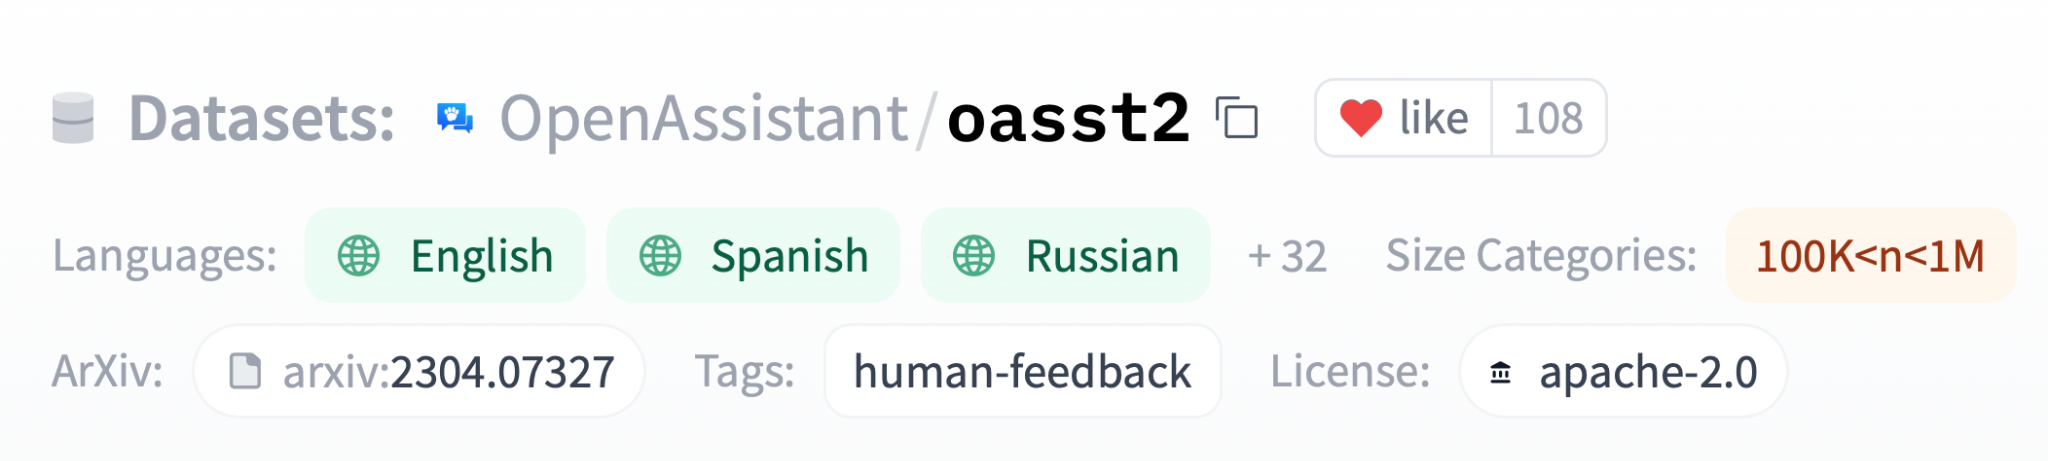 Datasets: OpenAssistant/oasst2 like 108
Languages: English Spanish Russian + 32 Size Categories: 100K<n<1M
ArXiv: arxiv:2304.07327 Tags: human-feedback License: apache-2.0